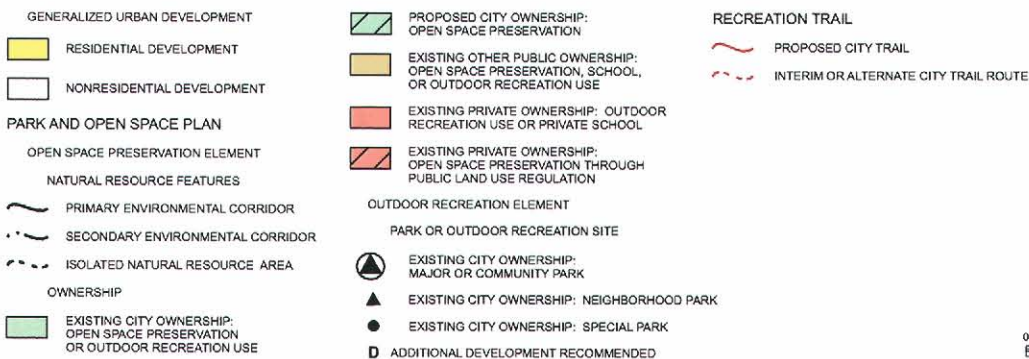 GENERALIZED URBAN DEVELOPMENT
RESIDENTIAL DEVELOPMENT
NONRESIDENTIAL DEVELOPMENT
PARK AND OPEN SPACE PLAN
OPEN SPACE PRESERVATION ELEMENT
NATURAL RESOURCE FEATURES
PRIMARY ENVIRONMENTAL CORRIDOR
SECONDARY ENVIRONMENTAL CORRIDOR
ISOLATED NATURAL RESOURCE AREA
OWNERSHIP
EXISTING CITY OWNERSHIP:
OPEN SPACE PRESERVATION
OR OUTDOOR RECREATION USE
PROPOSED CITY OWNERSHIP:
OPEN SPACE PRESERVATION
EXISTING OTHER PUBLIC OWNERSHIP:
OPEN SPACE PRESERVATION, SCHOOL,
OR OUTDOOR RECREATION USE
EXISTING PRIVATE OWNERSHIP: OUTDOOR
RECREATION USE OR PRIVATE SCHOOL
EXISTING PRIVATE OWNERSHIP:
OPEN SPACE PRESERVATION THROUGH
PUBLIC LAND USE REGULATION
OUTDOOR RECREATION ELEMENT
PARK OR OUTDOOR RECREATION SITE
EXISTING CITY OWNERSHIP:
MAJOR OR COMMUNITY PARK
EXISTING CITY OWNERSHIP: NEIGHBORHOOD PARK
EXISTING CITY OWNERSHIP: SPECIAL PARK
D ADDITIONAL DEVELOPMENT RECOMMENDED
RECREATION TRAIL
PROPOSED CITY TRAIL
INTERIM OR ALTERNATE CITY TRAIL ROUTE